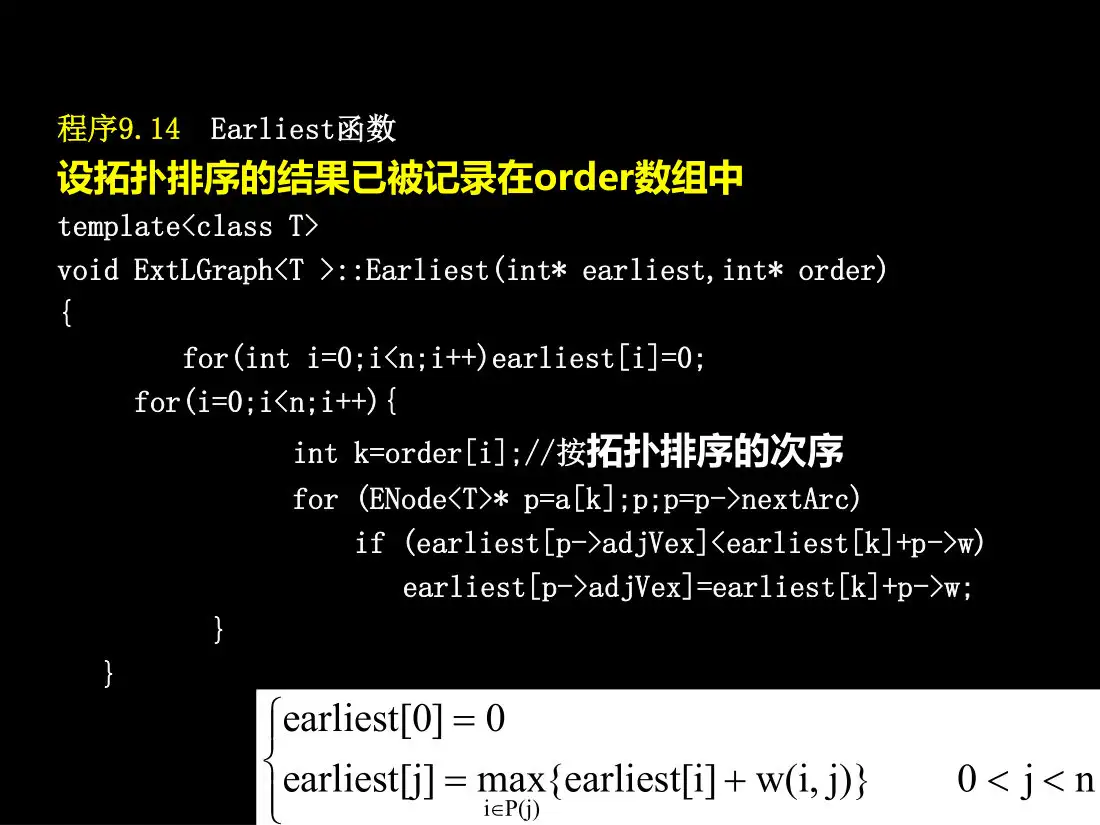 程序9.14 Earliest函数
设拓扑排序的结果已被记录在order数组中
template<class T>
void ExtLGraph<T >::Earliest(int* earliest,int* order)
{
for(int i=0;i<n;i++)earliest[i]=0;
for(i=0;i<n;i++){
int k=order[i];//按拓扑排序的次序
for (ENode<T>* p=a[k];p;p=p->nextArc)
if (earliest[p->adjVex]<earliest[k]+p->w)
earliest[p->adjVex]=earliest[k]+p->w;
}
}
earliest[0] = 0
earliest[j] = max{earliest[i] + w(i, j)} 0 < j < n
i∈P(j)